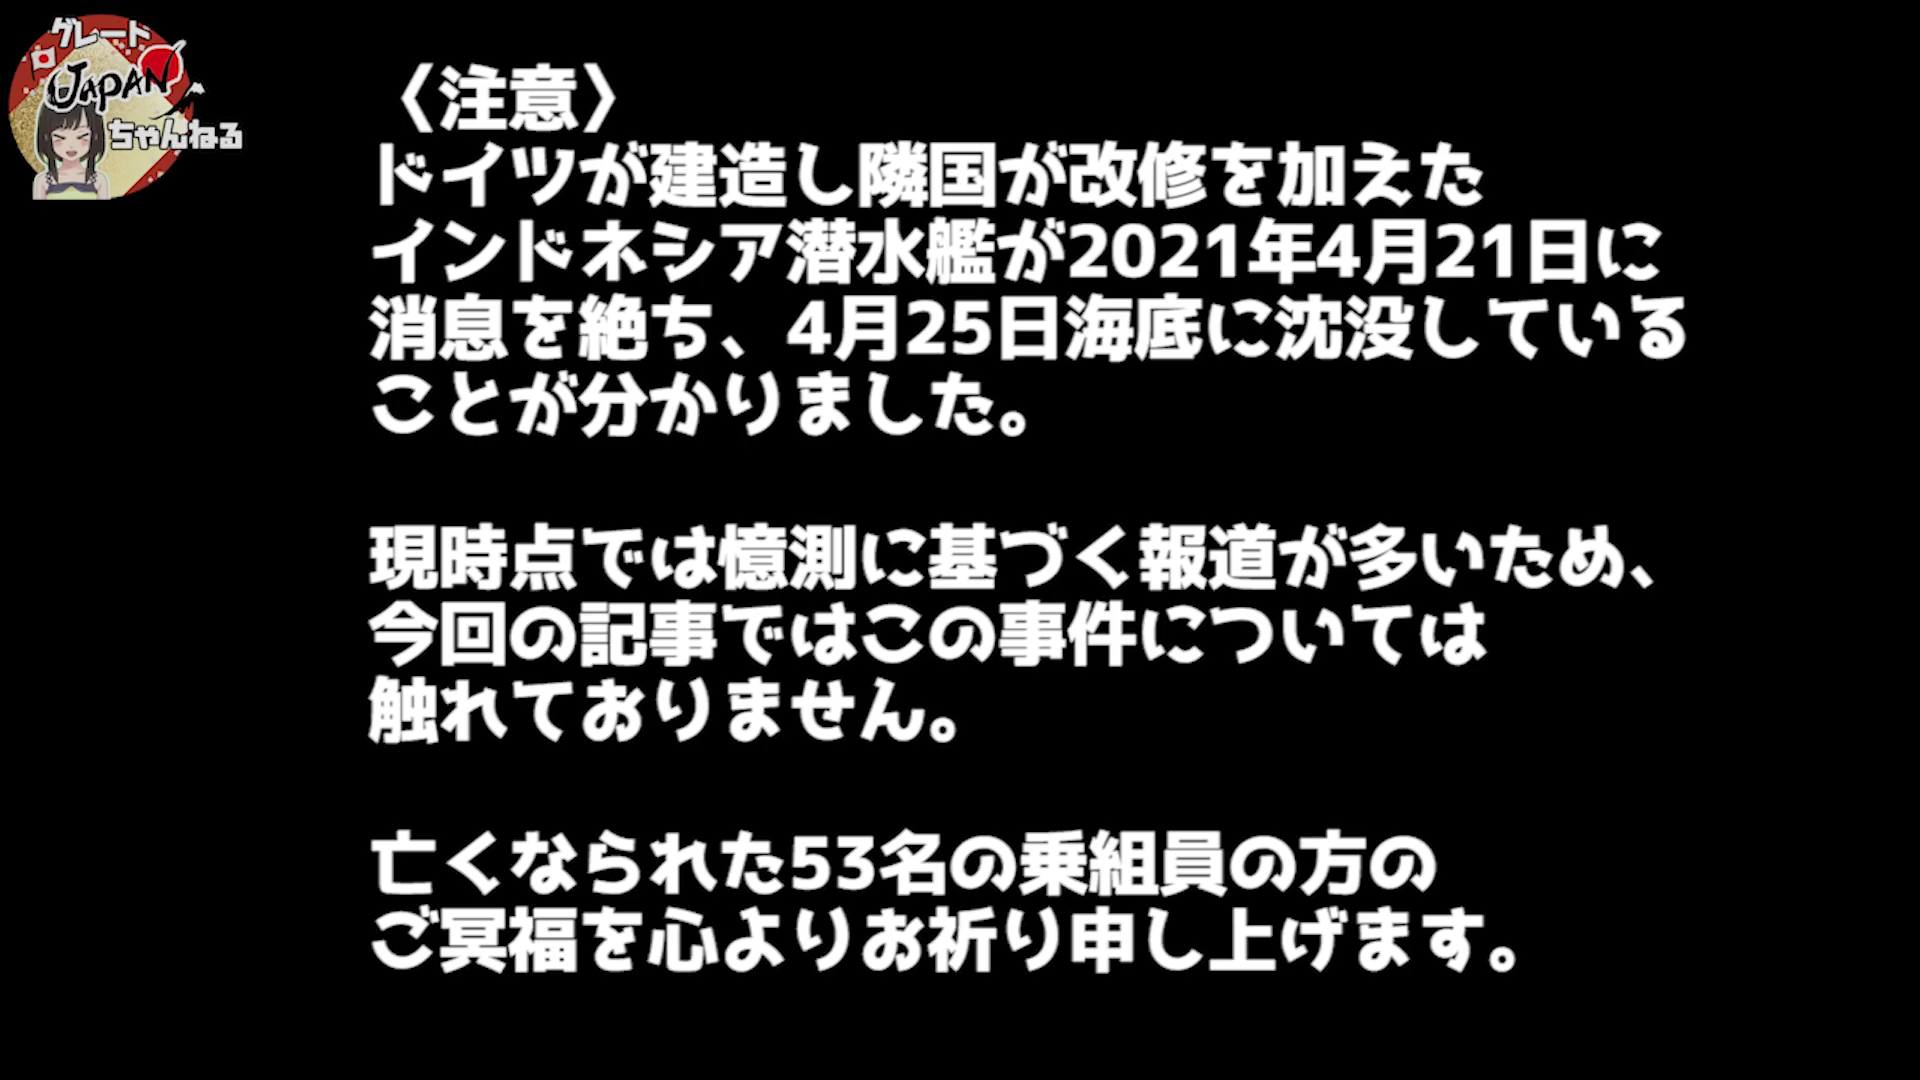 グレート
JAPAN
ちゃんねる
〈注意〉
ドイツが建造し隣国が改修を加えた
インドネシア潜水艦が2021年4月21日に
消息を絶ち、4月25日海底に沈没している
ことが分かりました。
現時点では憶測に基づく報道が多いため、
今回の記事ではこの事件については
触れておりません。
亡くなられた53名の乗組員の方の
ご冥福を心よりお祈り申し上げます。